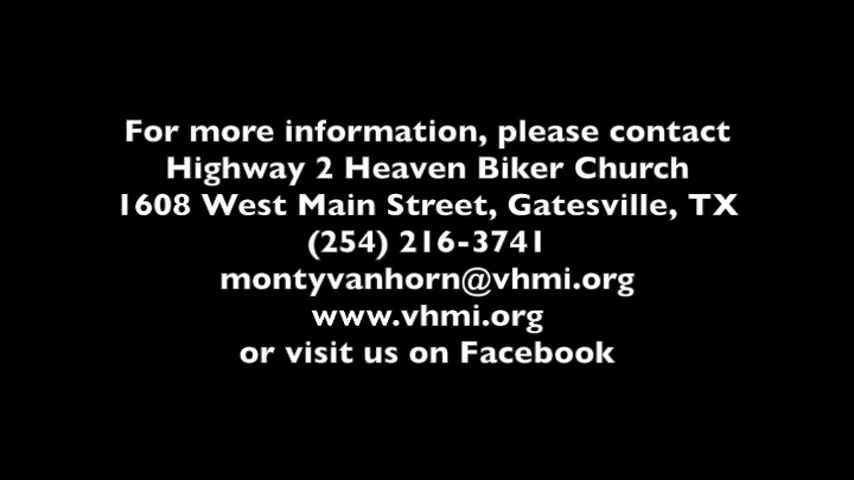 For more information, please contact
Highway 2 Heaven Biker Church
1608 West Main Street, Gatesville, TX
(254) 216-3741
montyvanhorn@vhmi.org
www.vhmi.org
or visit us on Facebook